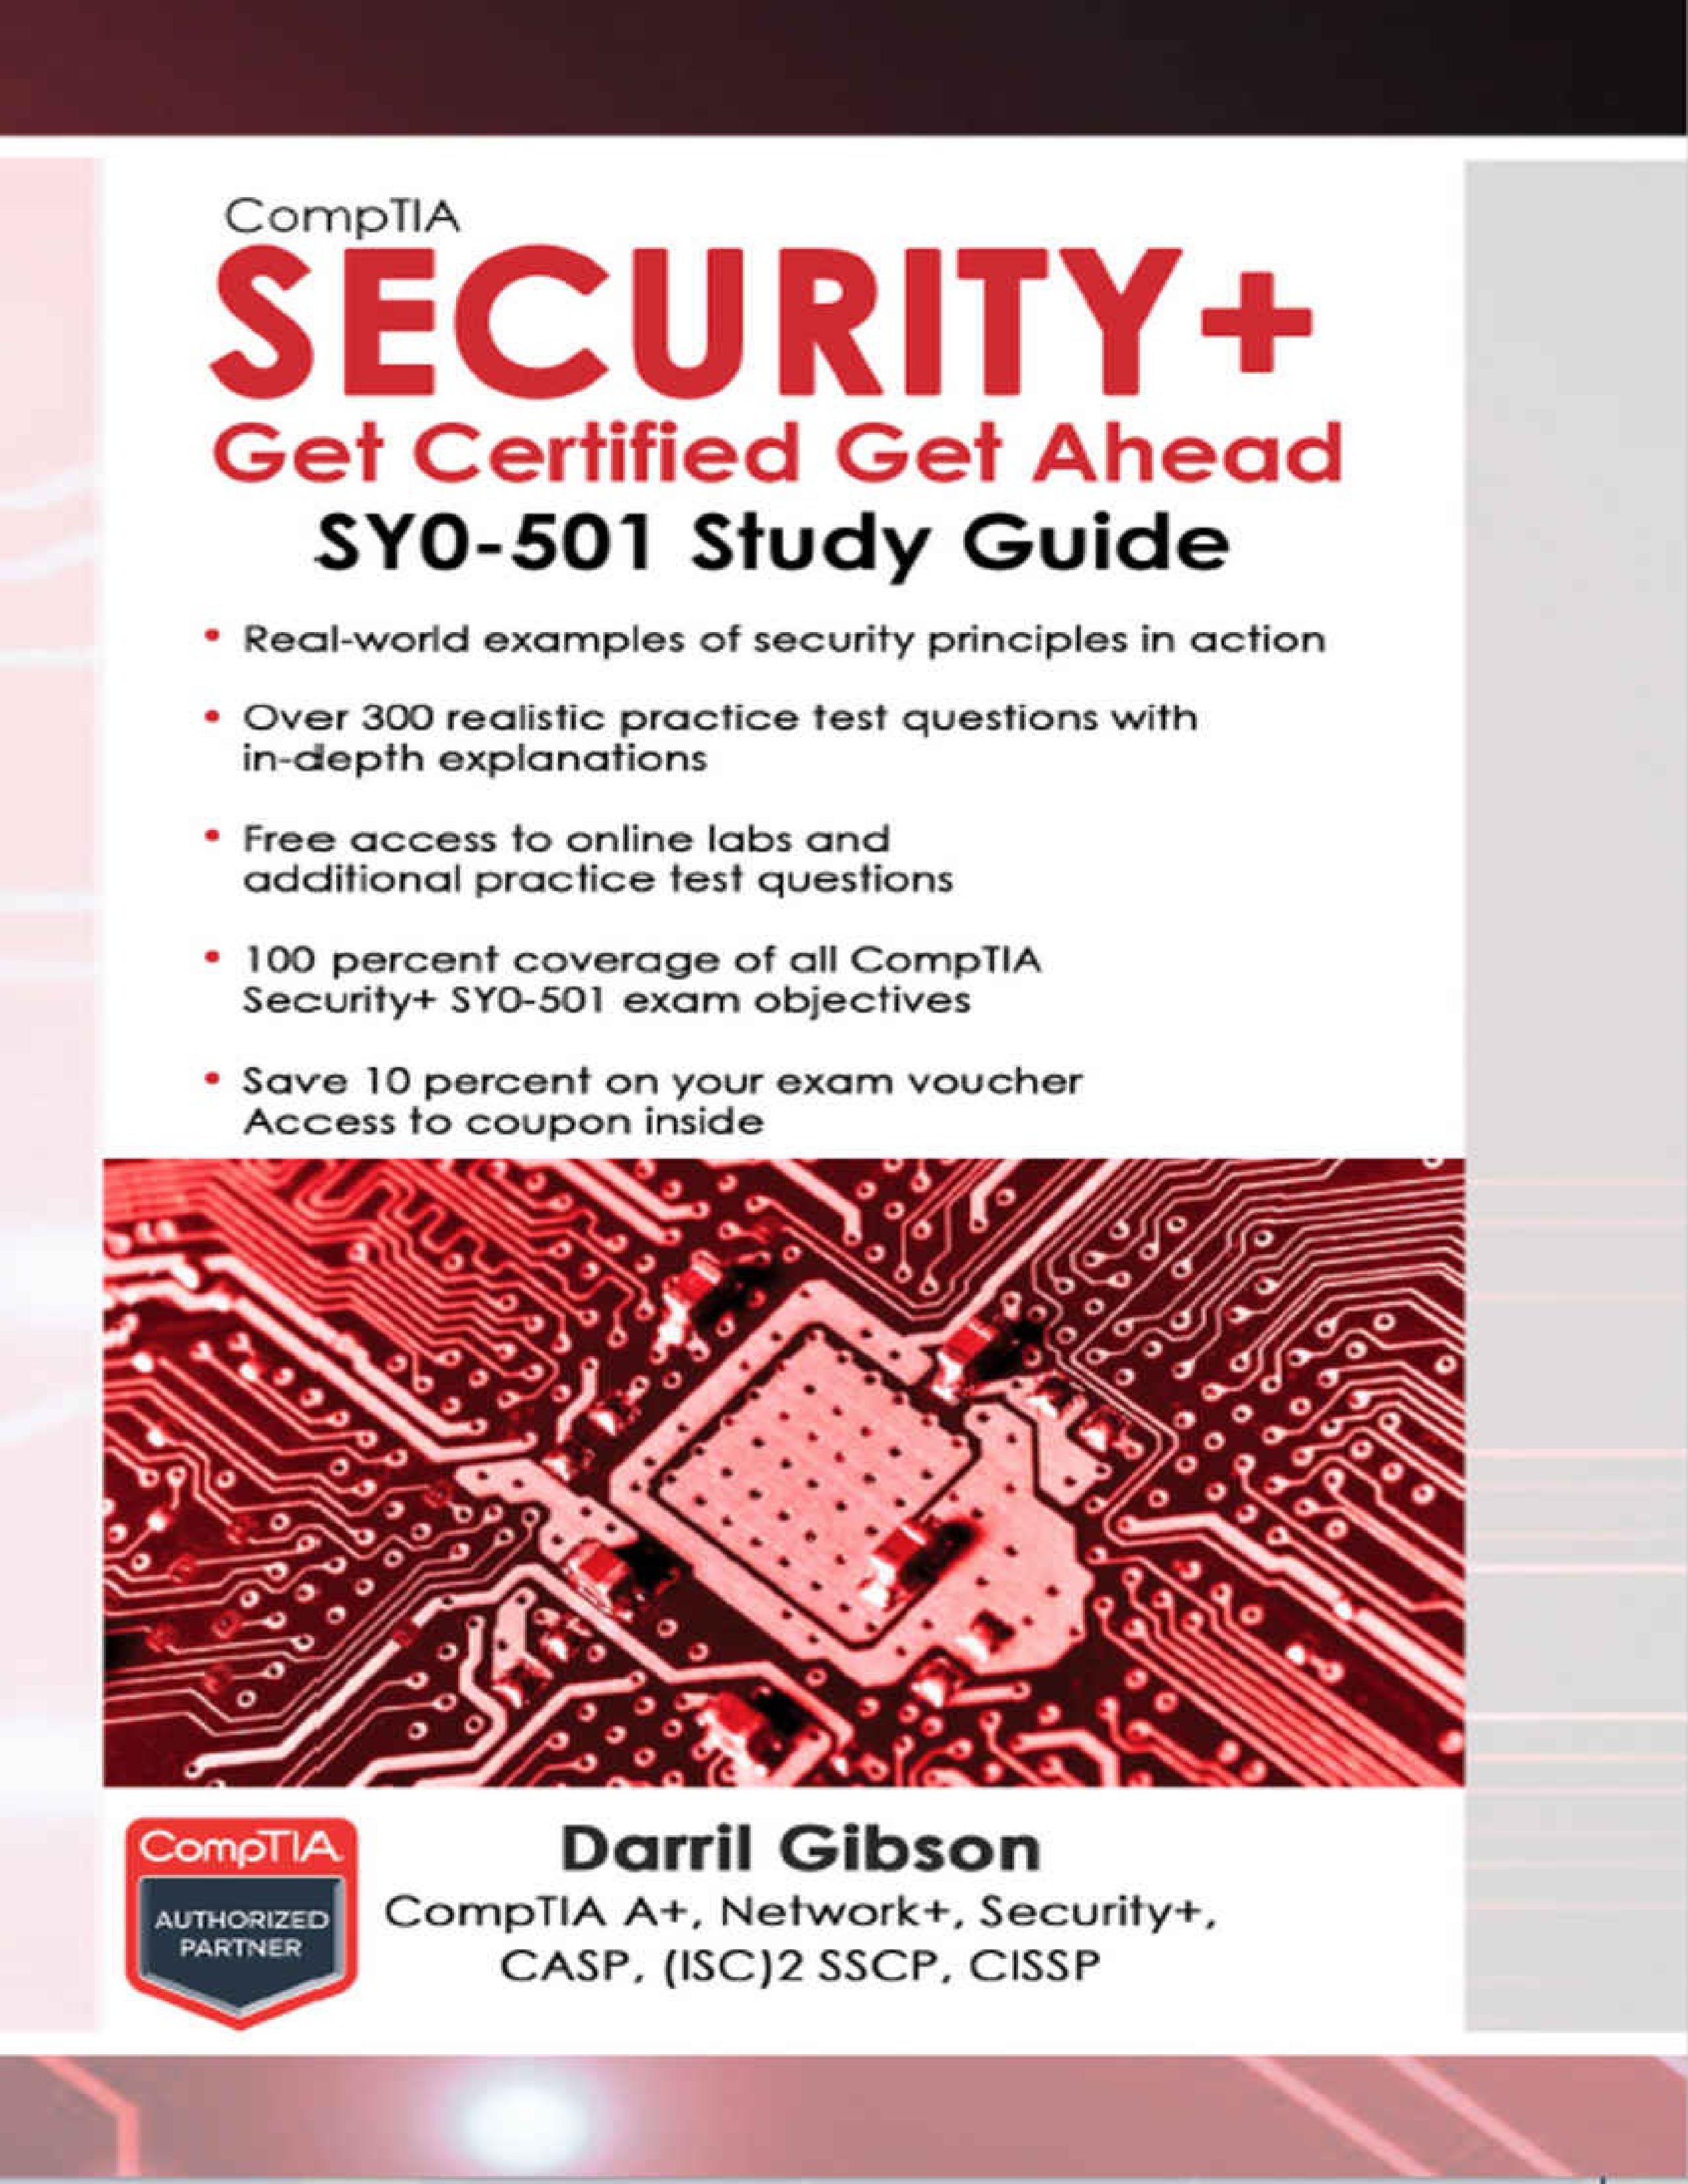 CompTIA
SECURITY+
Get Certified Get Ahead
SY0-501 Study Guide
• Real-world examples of security principles in action
• Over 300 realistic practice test questions with
in-depth explanations
• Free access to online labs and
additional practice test questions
• 100 percent coverage of all CompTIA
Security+ SY0-501 exam objectives
• Save 10 percent on your exam voucher
Access to coupon inside
CompTIA
AUTHORIZED
PARTNER
Darril Gibson
CompTIA A+, Network+, Security+,
CASP, (ISC)2 SSCP, CISSP